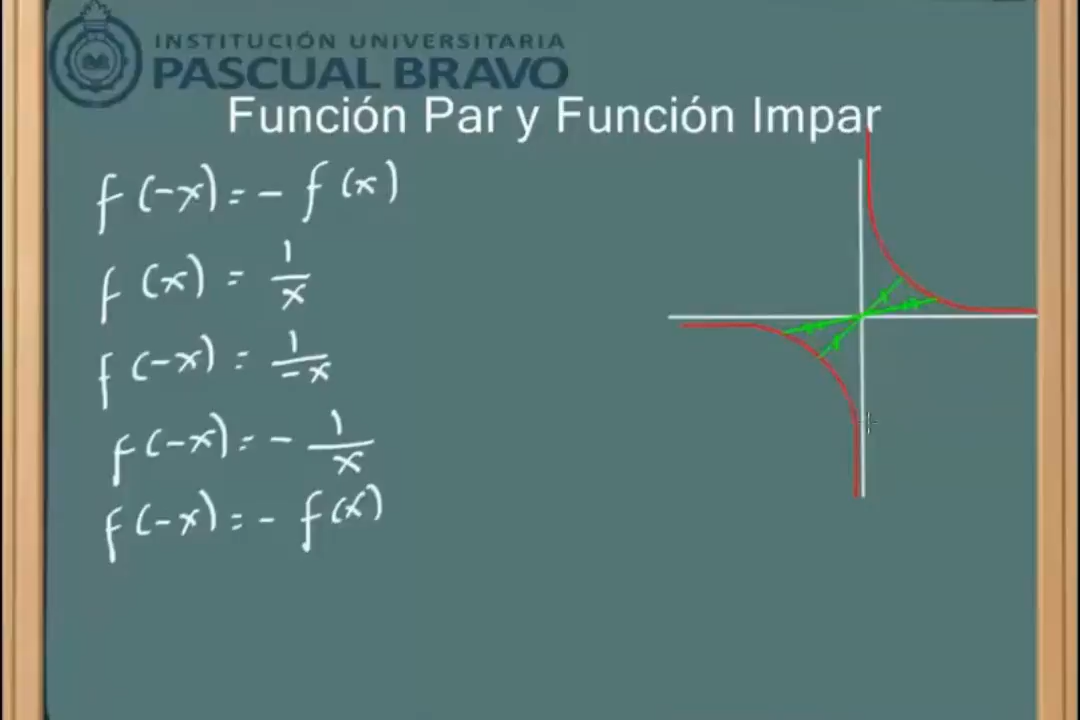 INSTITUCIÓN UNIVERSITARIA
PASCUAL BRAVO
Función Par y Función Impar
f(-x) = - f(x)
f(x) = 1/x
f(-x) = 1/-x
f(-x) = - 1/x
f(-x) = - f(x)